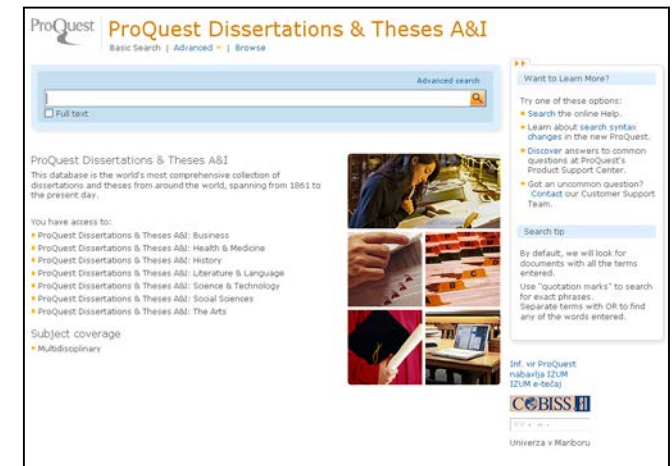 ProQuest
ProQuest Dissertations & Theses A&I
Basic Search | Advanced | Browse
Advanced search
Full text
ProQuest Dissertations & Theses A&I
This database is the world's most comprehensive collection of
dissertations and theses from around the world, spanning from 1861 to
the present day.
You have access to:
ProQuest Dissertations & Theses A&I: Business
ProQuest Dissertations & Theses A&I: Health & Medicine
ProQuest Dissertations & Theses A&I: History
ProQuest Dissertations & Theses A&I: Literature & Language
ProQuest Dissertations & Theses A&I: Science & Technology
ProQuest Dissertations & Theses A&I: Social Sciences
ProQuest Dissertations & Theses A&I: The Arts
Subject coverage
Multidisciplinary
Want to Learn More?
Try one of these options:
Search the online Help.
Learn about search syntax
changes in the new ProQuest.
Discover answers to common
questions at ProQuest's
Product Support Center.
Got an uncommon question?
Contact our Customer Support
Team.
Search tip
By default, we will look for
documents with all the terms
entered.
Use "quotation marks" to search
for exact phrases.
Separate terms with OR to find
any of the words entered.
Inf. vir ProQuest
nabavlja IZUM
IZUM e-tečaj
COBISS
Univerza v Mariboru